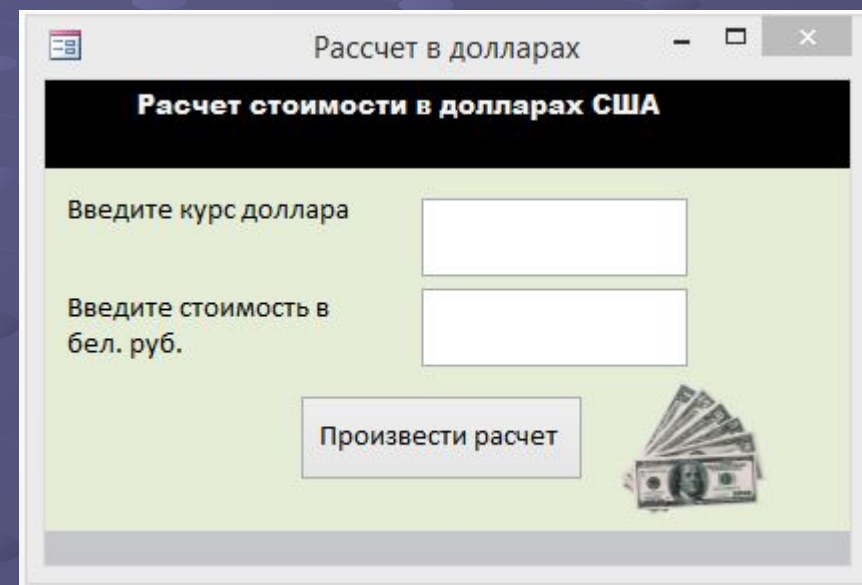 Рассчет в долларах
Расчет стоимости в долларах США
Введите курс доллара
Введите стоимость в
бел. руб.
Произвести расчет